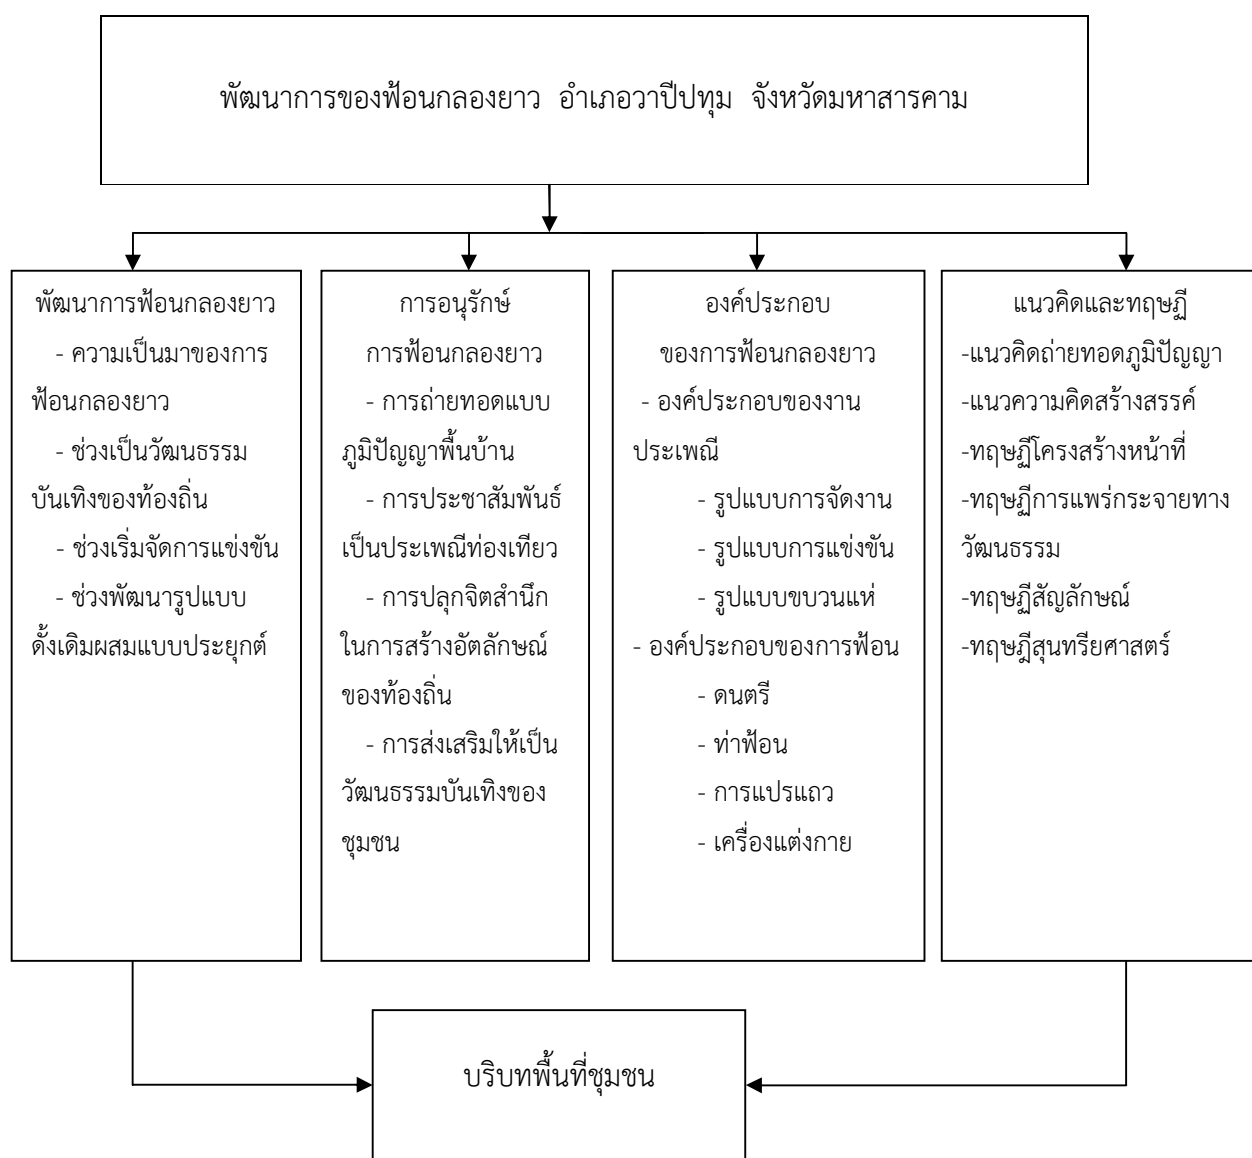 พัฒนาการของฟ้อนกลองยาว อำเภอวาปีปทุม จังหวัดมหาสารคาม
พัฒนาการฟ้อนกลองยาว
- ความเป็นมาของการ
ฟ้อนกลองยาว
- ช่วงเป็นวัฒนธรรม
บันเทิงของท้องถิ่น
- ช่วงเริ่มจัดการแข่งขัน
- ช่วงพัฒนารูปแบบ
ดั้งเดิมผสมแบบประยุกต์
การอนุรักษ์
การฟ้อนกลองยาว
- การถ่ายทอดแบบ
ภูมิปัญญาพื้นบ้าน
- การประชาสัมพันธ์
เป็นประเพณีท่องเทียว
- การปลุกจิตสำนึก
ในการสร้างอัตลักษณ์
ของท้องถิ่น
- การส่งเสริมให้เป็น
วัฒนธรรมบันเทิงของ
ชุมชน
องค์ประกอบ
ของการฟ้อนกลองยาว
- องค์ประกอบของงาน
ประเพณี
- รูปแบบการจัดงาน
- รูปแบบการแข่งขัน
- รูปแบบขบวนแห่
- องค์ประกอบของการฟ้อน
- ดนตรี
- ท่าฟ้อน
- การแปรแถว
- เครื่องแต่งกาย
แนวคิดและทฤษฏี
-แนวคิดถ่ายทอดภูมิปัญญา
-แนวความคิดสร้างสรรค์
-ทฤษฏีโครงสร้างหน้าที่
-ทฤษฏีการแพร่กระจายทาง
วัฒนธรรม
-ทฤษฏีสัญลักษณ์
-ทฤษฎีสุนทรียศาสตร์
บริบทพื้นที่ชุมชน